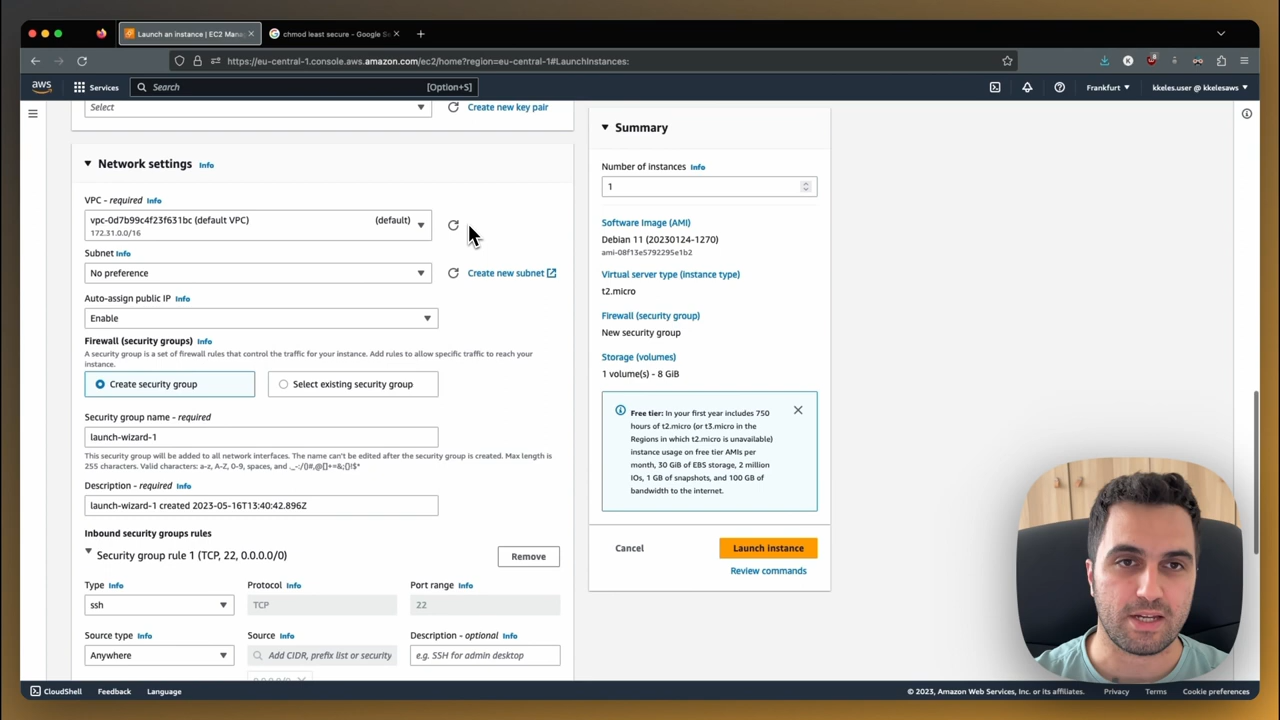 Launch an instance | EC2 Mana
chmod least secure - Google Se
https://eu-central-1.console.aws.amazon.com/ec2/home?region=eu-central-1#LaunchInstances:
aws
Services
Search
[Option+S]
Frankfurt
kkeles.user @ kkelesaws
Select
Create new key pair
Network settings Info
VPC - required Info
vpc-0d7b99c4f23f631bc (default VPC)
(default)
172.31.0.0/16
Subnet Info
No preference
Create new subnet
Auto-assign public IP Info
Enable
Firewall (security groups) Info
A security group is a set of firewall rules that control the traffic for your instance. Add rules to allow specific traffic to reach your
instance.
Create security group
Select existing security group
Security group name - required
launch-wizard-1
This security group will be added to all network interfaces. The name can't be edited after the security group is created. Max length is
255 characters. Valid characters: a-z, A-Z, 0-9, spaces, and ._-:/()#,@[]+=&;{}!$*
Description - required Info
launch-wizard-1 created 2023-05-16T13:40:42.896Z
Inbound security groups rules
Security group rule 1 (TCP, 22, 0.0.0.0/0)
Remove
Type Info
Protocol Info
Port range Info
ssh
TCP
22
Source type Info
Source Info
Description - optional Info
Anywhere
Add CIDR, prefix list or security
e.g. SSH for admin desktop
Summary
Number of instances Info
1
Software Image (AMI)
Debian 11 (20230124-1270)
ami-08f13e5792295e1b2
Virtual server type (instance type)
t2.micro
Firewall (security group)
New security group
Storage (volumes)
1 volume(s) - 8 GiB
Free tier: In your first year includes 750
hours of t2.micro (or t3.micro in the
Regions in which t2.micro is unavailable)
instance usage on free tier AMIs per
month, 30 GiB of EBS storage, 2 million
IOs, 1 GB of snapshots, and 100 GB of
bandwidth to the internet.
Cancel
Launch instance
Review commands
CloudShell
Feedback
Language
© 2023, Amazon Web Services, Inc. or its affiliates.
Privacy
Terms
Cookie preferences